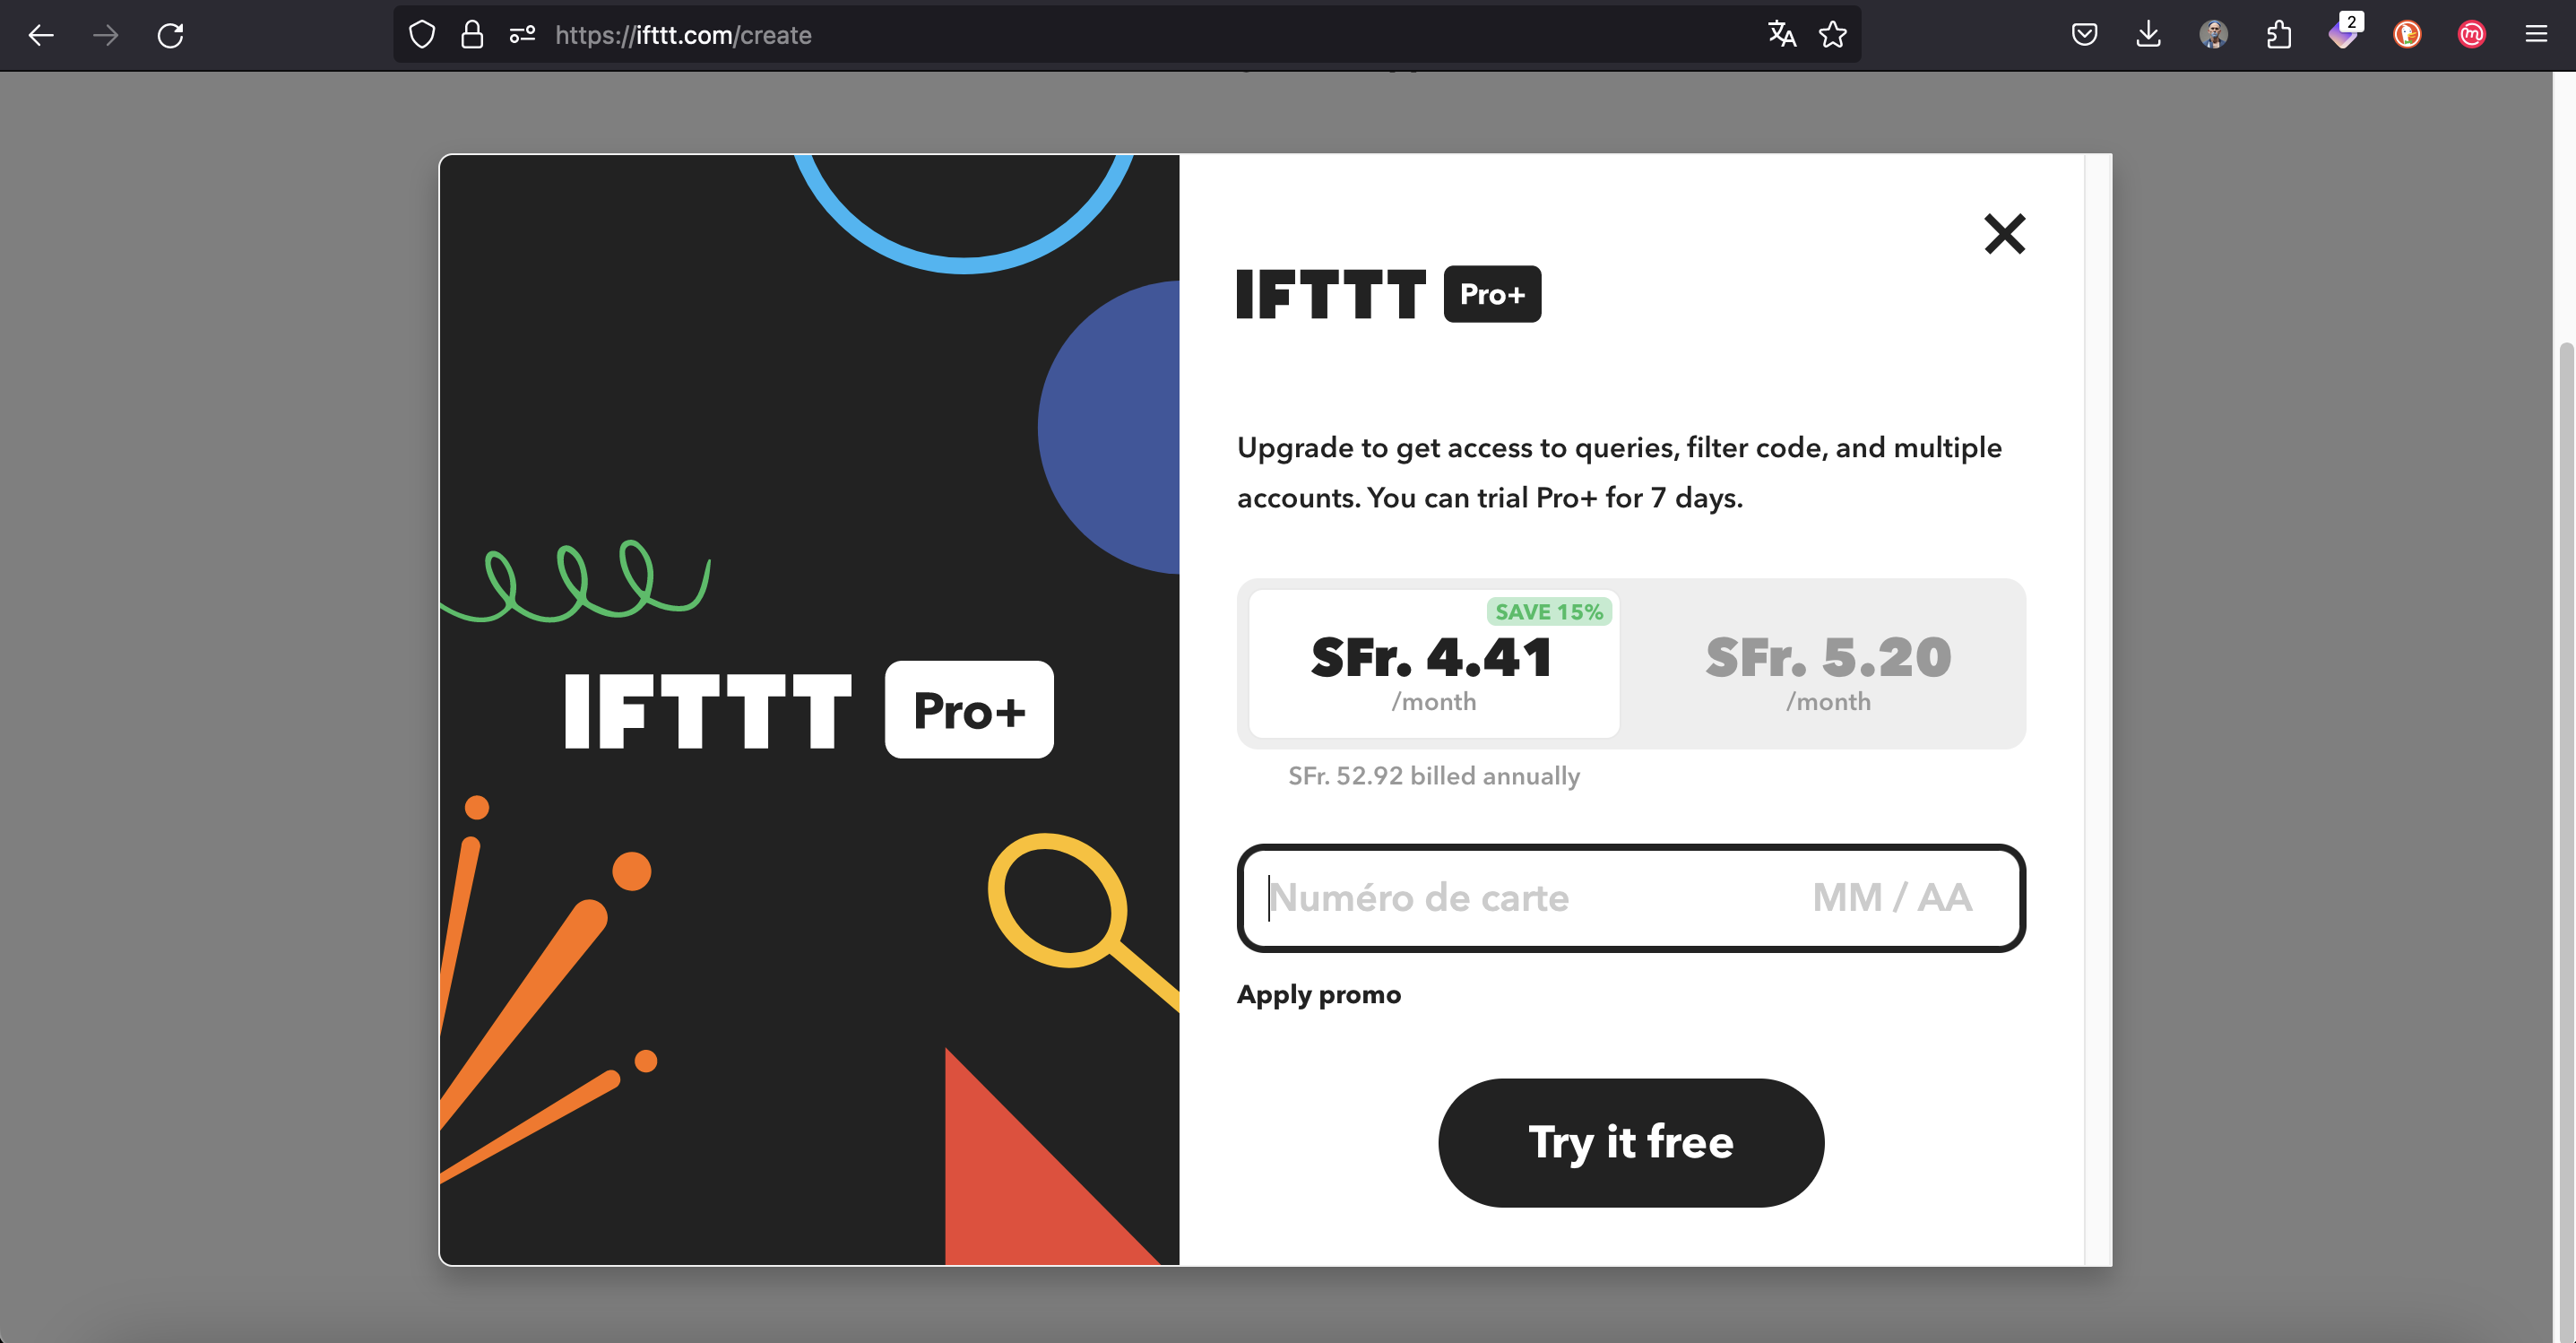 https://ifttt.com/create
2
IFTTT Pro+
IFTTT Pro+
Upgrade to get access to queries, filter code, and multiple
accounts. You can trial Pro+ for 7 days.
SAVE 15%
SFr. 4.41
/month
SFr. 5.20
/month
SFr. 52.92 billed annually
Numéro de carte
MM / AA
Apply promo
Try it free